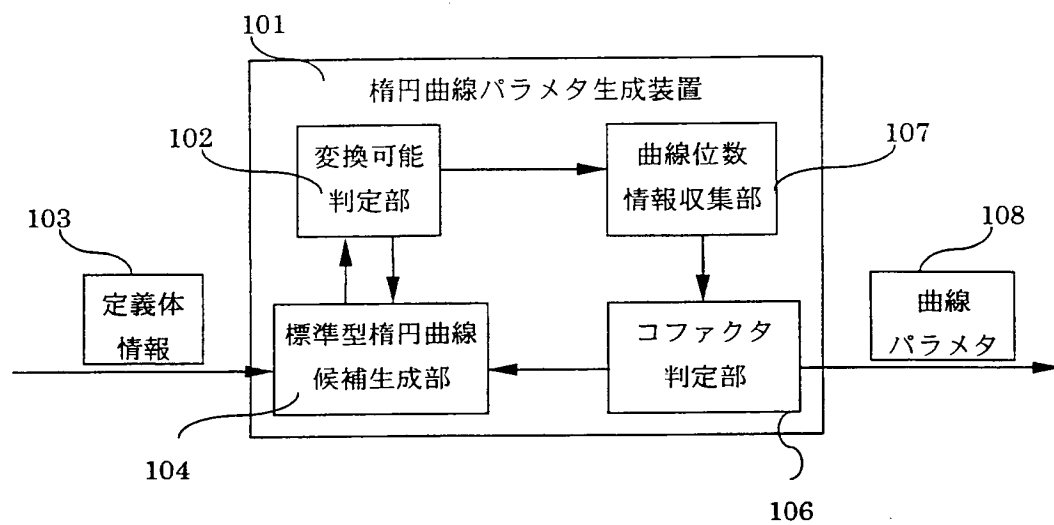 101
楕円曲線パラメタ生成装置
102
変換可能
判定部
曲線位数
情報収集部
107
103
定義体
情報
標準型楕円曲線
候補生成部
コファクタ
判定部
108
曲線
パラメタ
104
106